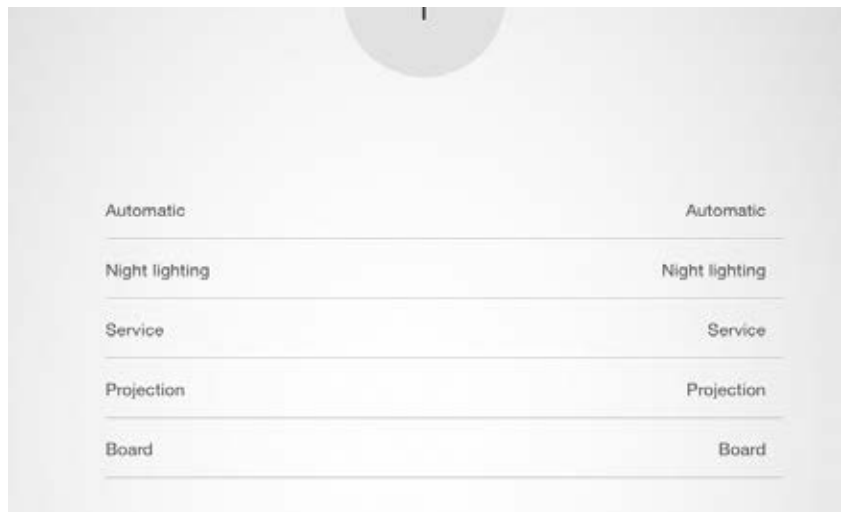 Automatic Automatic
Night lighting Night lighting
Service Service
Projection Projection
Board Board